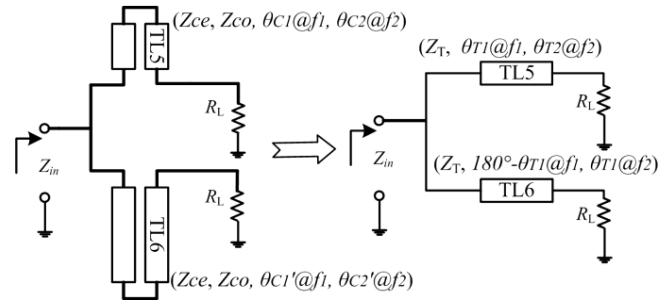 (Zce, Zco, θC1@f1, θC2@f2)
TL5
RL
Zin
RL
TL6
(Zce, Zco, θC1'@f1, θC2'@f2)
(ZT, θT1@f1, θT2@f2)
TL5
RL
Zin
(ZT, 180°-θT1@f1, θT1@f2)
TL6
RL